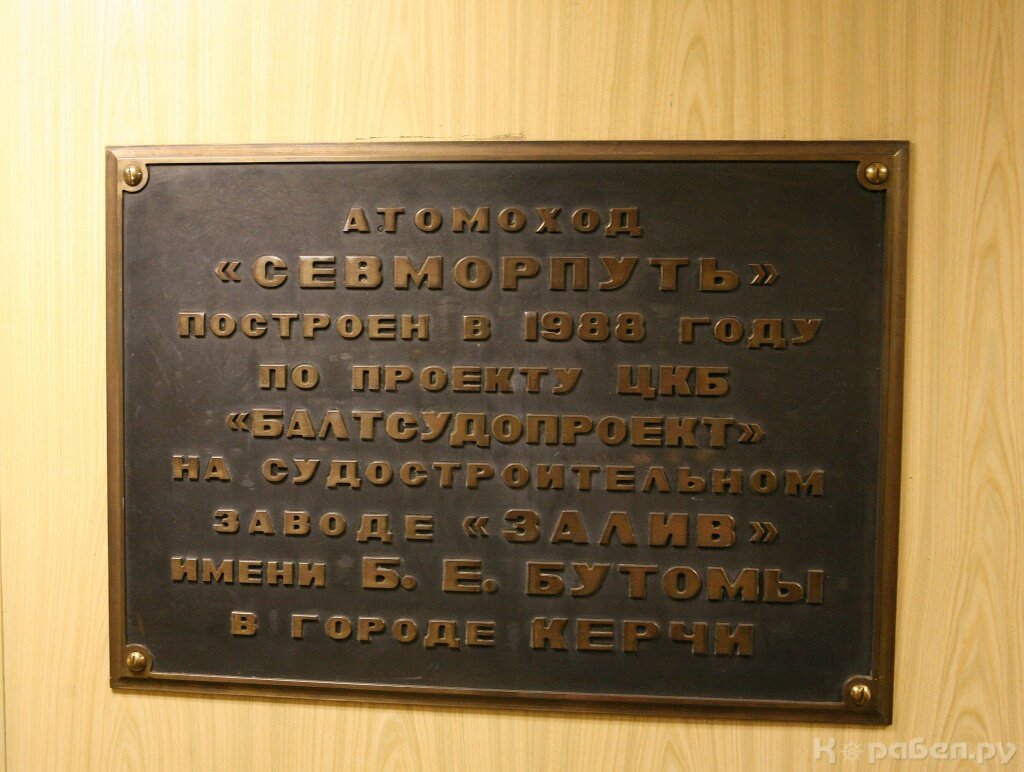 АТОМОХОД
«СЕВМОРПУТЬ»
ПОСТРОЕН В 1988 ГОДУ
ПО ПРОЕКТУ ЦКБ
«БАЛТСУДОПРОЕКТ»
НА СУДОСТРОИТЕЛЬНОМ
ЗАВОДЕ «ЗАЛИВ»
ИМЕНИ Б. Е. БУТОМЫ
В ГОРОДЕ КЕРЧИ
Корабел.ру